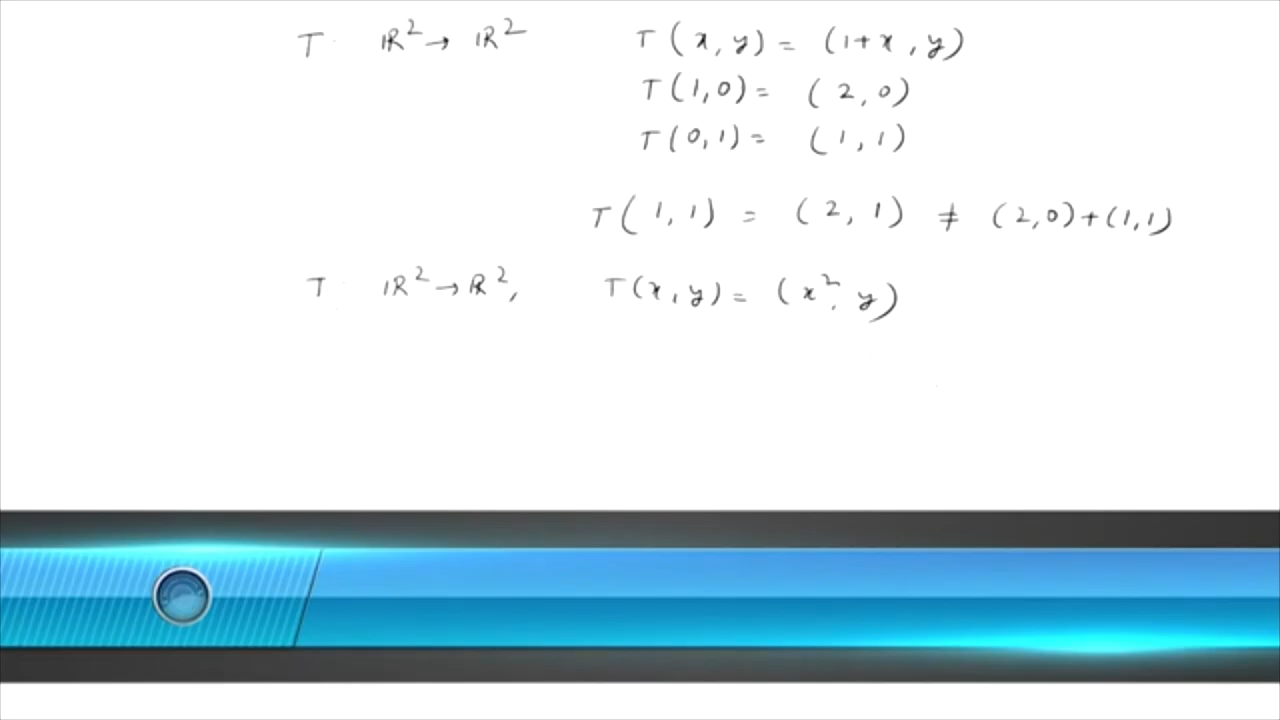 T ℝ² → ℝ² T(x, y) = (1+x, y)
T(1,0) = (2, 0)
T(0,1) = (1, 1)
T(1, 1) = (2, 1) ≠ (2,0)+(1,1)
T ℝ² → ℝ², T(x, y) = (x², y)